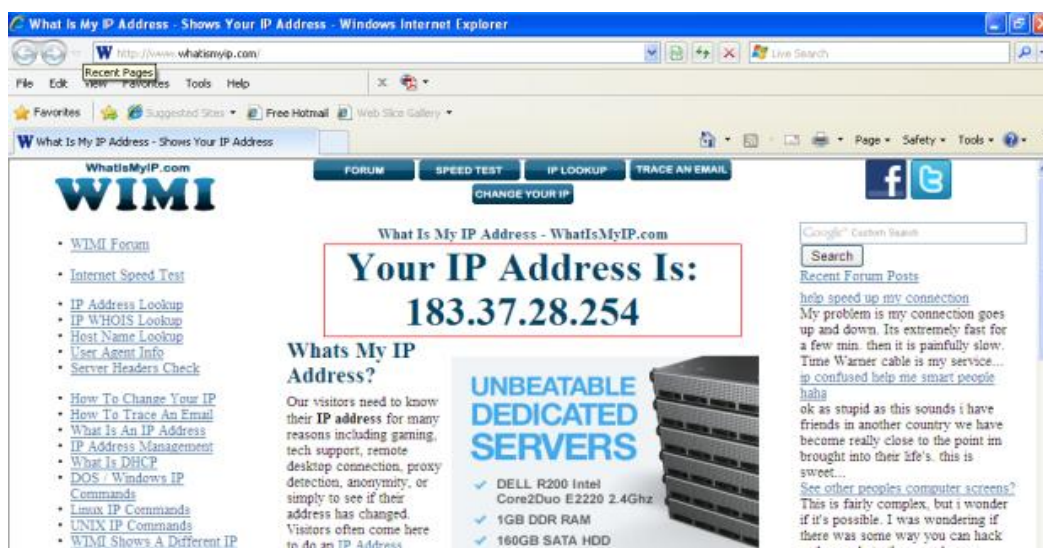 What Is My IP Address - Shows Your IP Address - Windows Internet Explorer
http://www.whatismyip.com/
Live Search
Recent Pages
File Edit View Favorites Tools Help
Favorites Suggested Sites Free Hotmail Web Slice Gallery
What Is My IP Address - Shows Your IP Address
Page Safety Tools
WhatIsMyIP.com
WIMI
FORUM SPEED TEST IP LOOKUP TRACE AN EMAIL
CHANGE YOUR IP
WIMI Forum
Internet Speed Test
IP Address Lookup
IP WHOIS Lookup
Host Name Lookup
User Agent Info
Server Headers Check
How To Change Your IP
How To Trace An Email
What Is An IP Address
IP Address Management
What Is DHCP
DOS / Windows IP
Commands
Linux IP Commands
UNIX IP Commands
WIMI Shows A Different IP
What Is My IP Address - WhatIsMyIP.com
Your IP Address Is:
183.37.28.254
Whats My IP
Address?
Our visitors need to know
their IP address for many
reasons including gaming,
tech support, remote
desktop connection, proxy
detection, anonymity, or
simply to see if their
address has changed.
Visitors often come here
to do an IP Address
UNBEATABLE
DEDICATED
SERVERS
DELL R200 Intel
Core2Duo E2220 2.4Ghz
1GB DDR RAM
160GB SATA HDD
Google Custom Search
Search
Recent Forum Posts
help speed up my connection
My problem is my connection goes
up and down. Its extremely fast for
a few min. then it is painfully slow.
Time Warner cable is my service...
ip confused help me smart people
haha
ok as stupid as this sounds i have
friends in another country we have
become really close to the point im
brought into their life's. this is
sweet...
See other peoples computer screens?
This is fairly complex, but i wonder
if it's possible. I was wondering if
there was some way you can hack